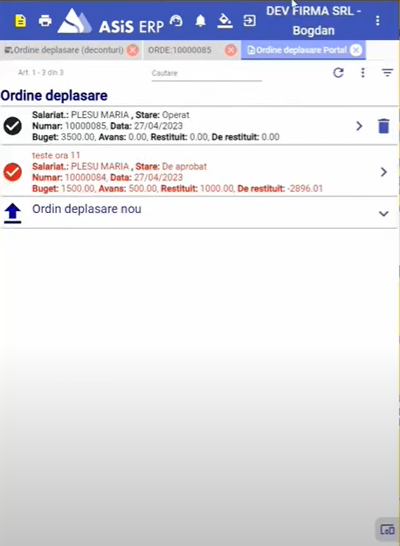 ASiS ERP
DEV FIRMA SRL -
Bogdan
Ordine deplasare (deconturi)
ORDE:10000085
Ordine deplasare Portal
Art. 1 - 3 din 3
Cautare
Ordine deplasare
Salariat.: PLESU MARIA , Stare: Operat
Numar: 10000085, Data: 27/04/2023
Buget: 3500.00, Avans: 0.00, Restituit: 0.00, De restituit: 0.00
teste ora 11
Salariat.: PLESU MARIA , Stare: De aprobat
Numar: 10000084, Data: 27/04/2023
Buget: 1500.00, Avans: 500.00, Restituit: 1000.00, De restituit: -2896.01
Ordin deplasare nou